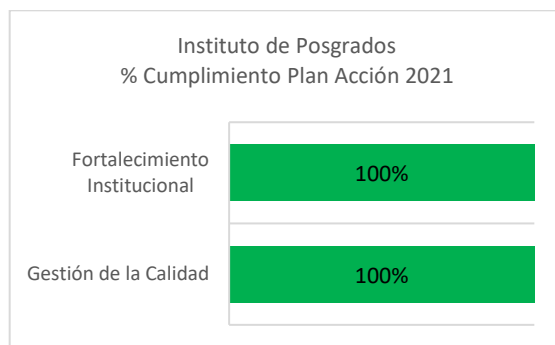 Instituto de Posgrados
% Cumplimiento Plan Acción 2021
Fortalecimiento
Institucional
100%
Gestión de la Calidad
100%